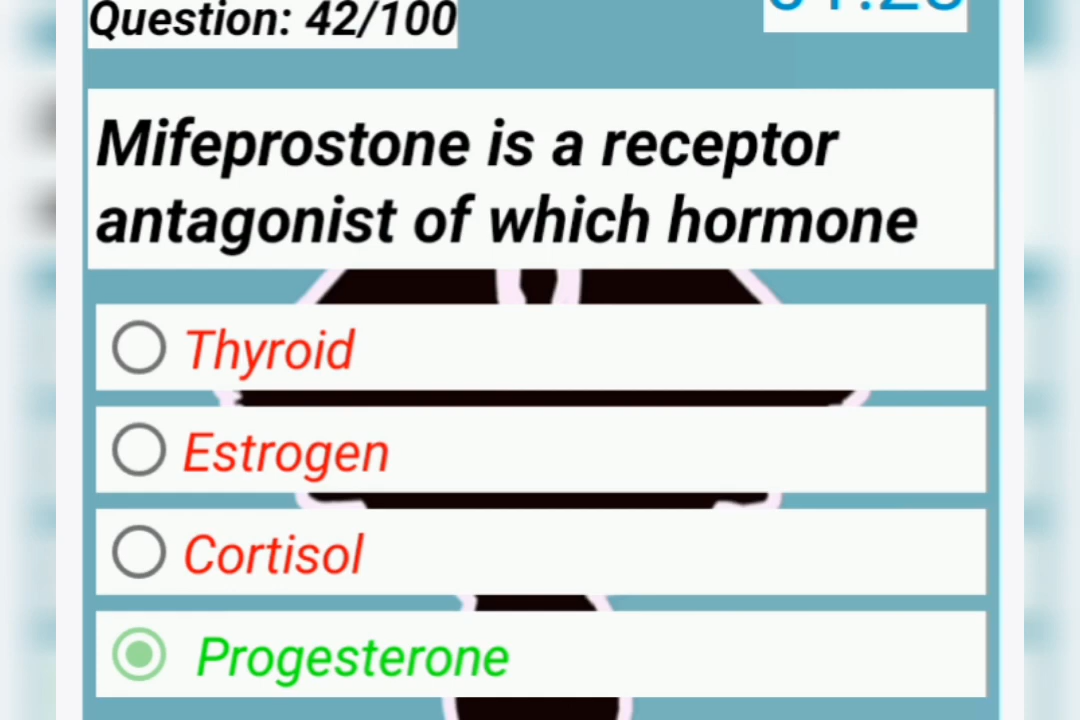 Question: 42/100
Mifeprostone is a receptor
antagonist of which hormone
Thyroid
Estrogen
Cortisol
Progesterone